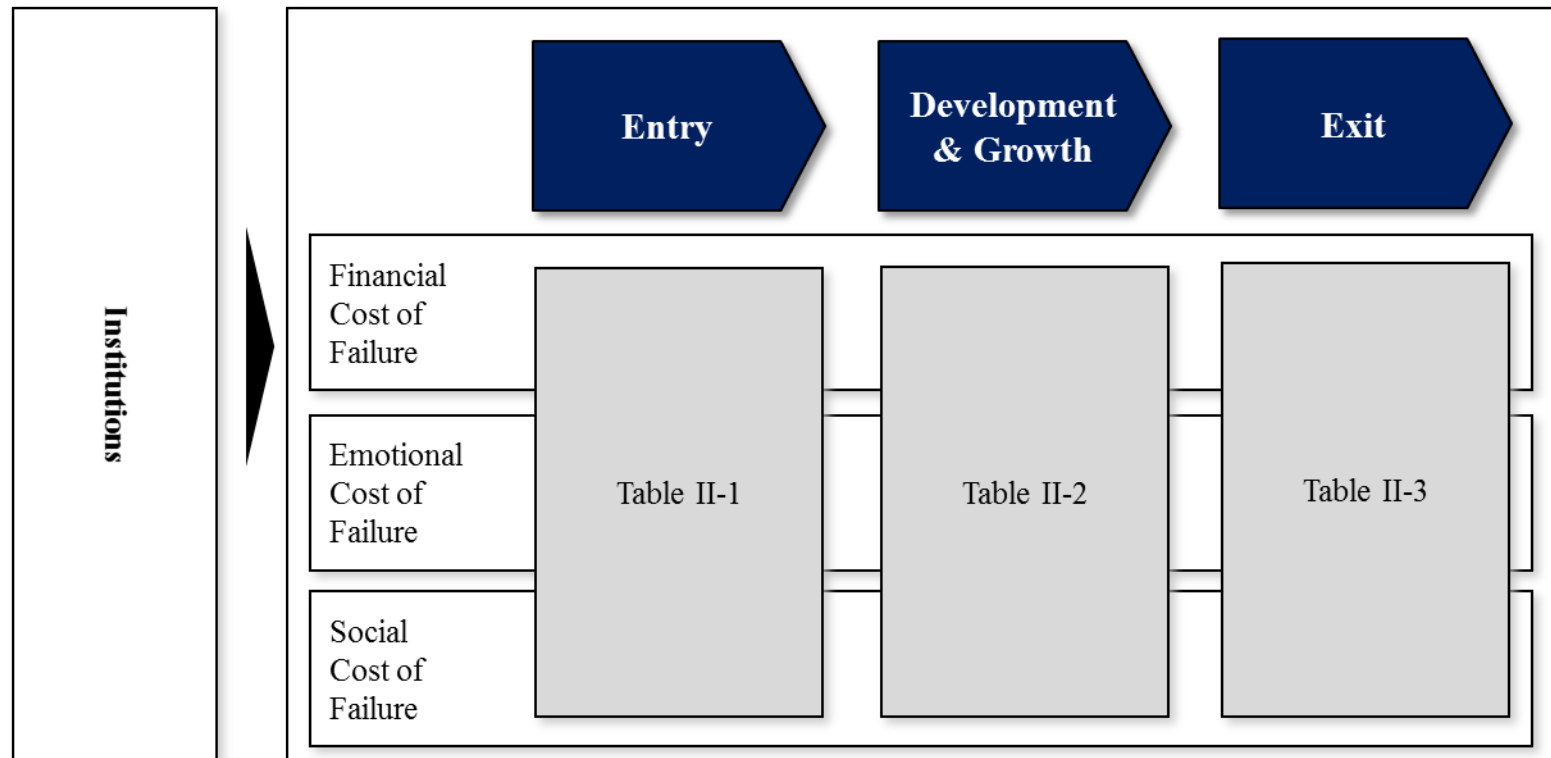 Institutions
Entry
Development
& Growth
Exit
Financial
Cost of
Failure
Emotional
Cost of
Failure
Social
Cost of
Failure
Table II-1
Table II-2
Table II-3